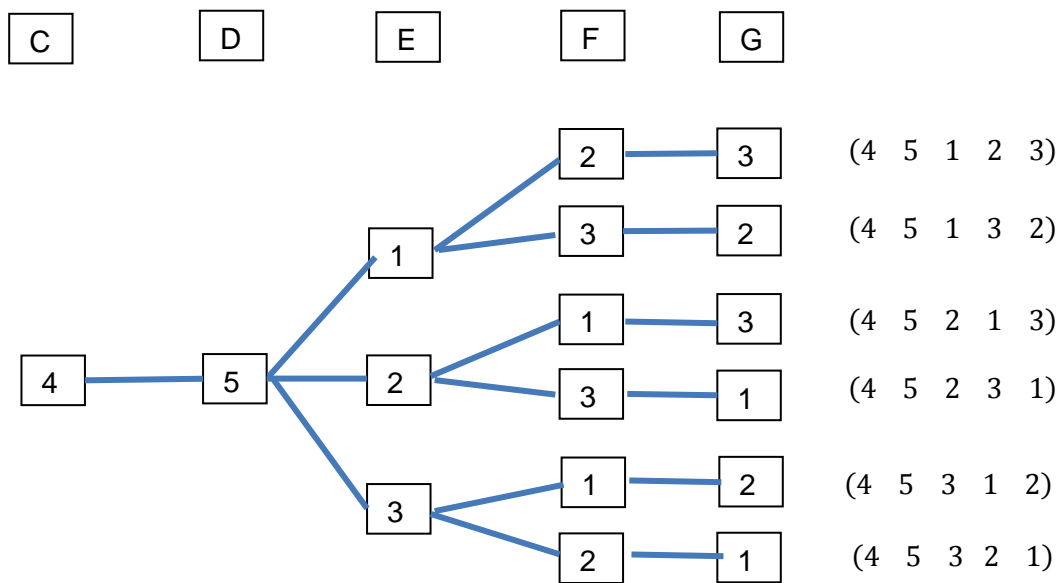 C D E F G
2 3 (4 5 1 2 3)
3 2 (4 5 1 3 2)
1
1 3 (4 5 2 1 3)
4 5 2
3 1 (4 5 2 3 1)
1 2 (4 5 3 1 2)
3
2 1 (4 5 3 2 1)